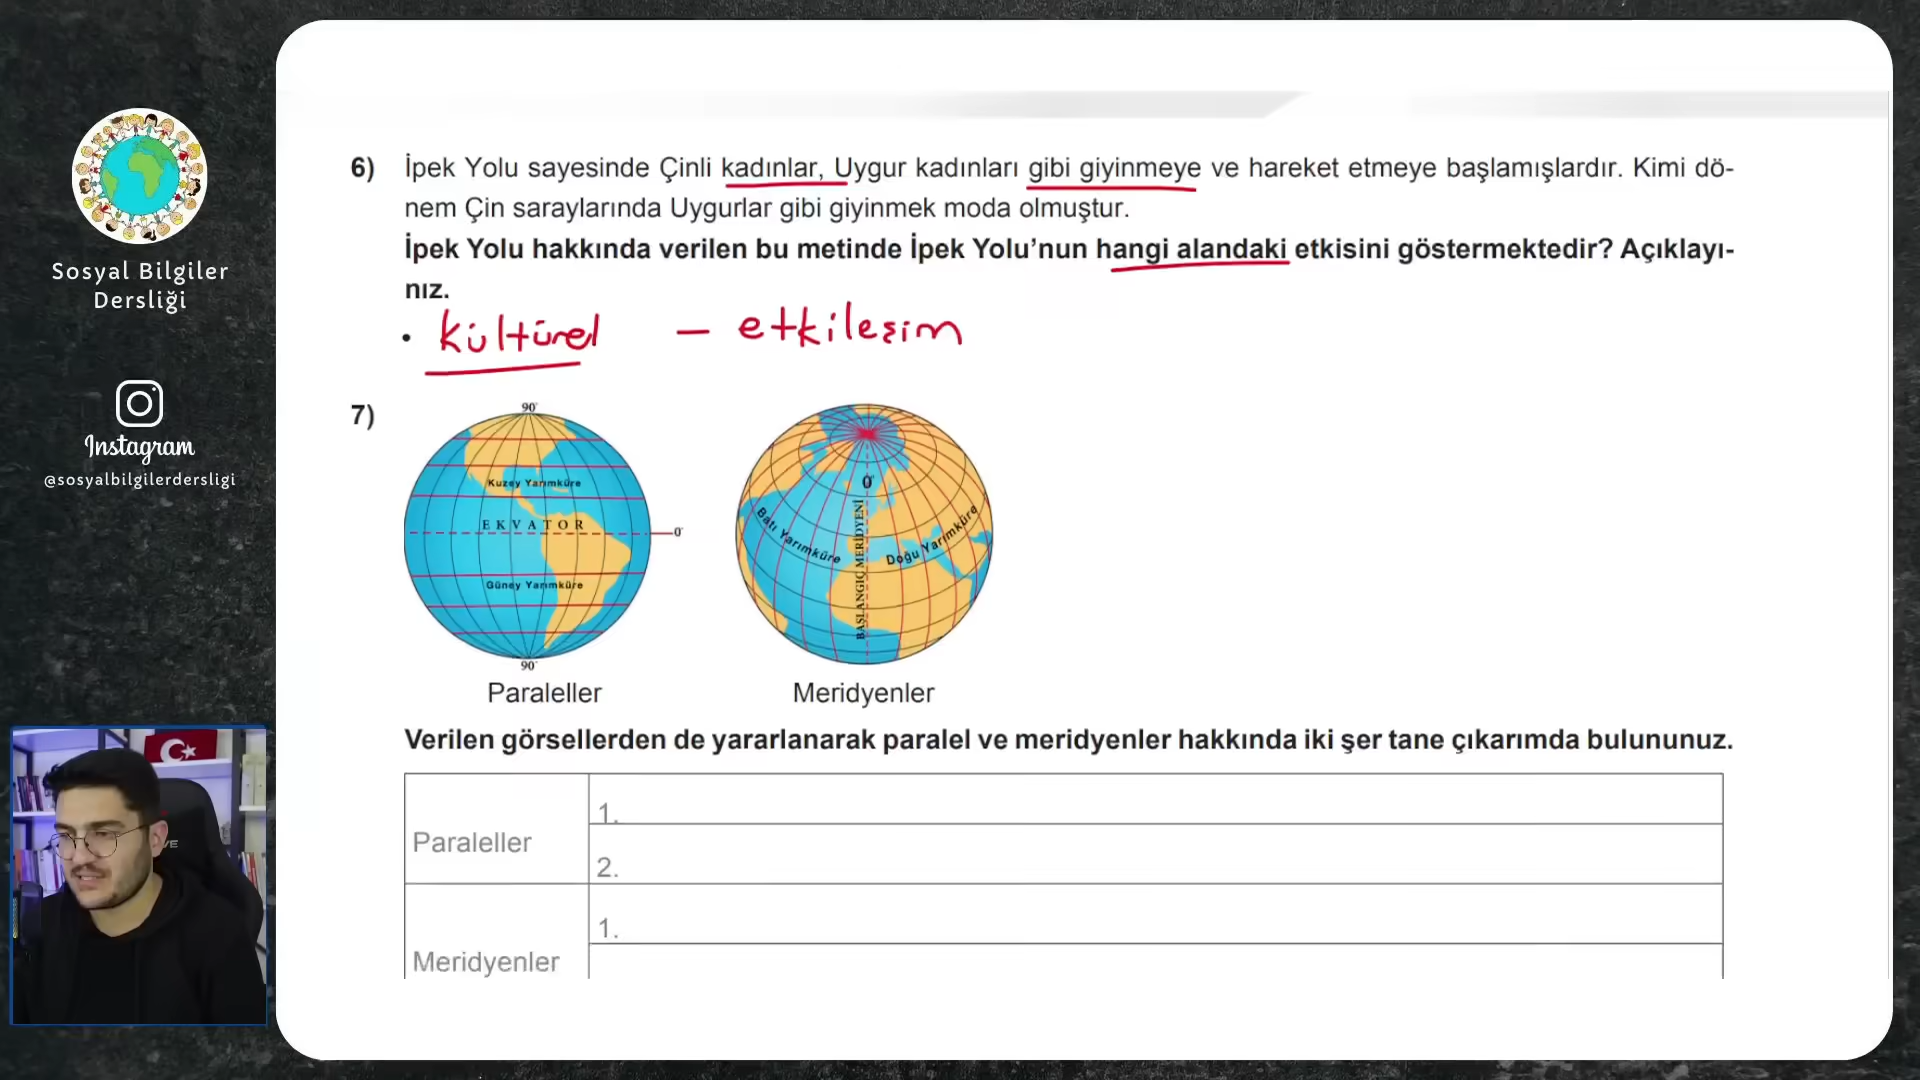 Sosyal Bilgiler
Dersliği
Instagram
@sosyalbilgilerdersligi
6) İpek Yolu sayesinde Çinli kadınlar, Uygur kadınları gibi giyinmeye ve hareket etmeye başlamışlardır. Kimi dö-
nem Çin saraylarında Uygurlar gibi giyinmek moda olmuştur.
İpek Yolu hakkında verilen bu metinde İpek Yolu'nun hangi alandaki etkisini göstermektedir? Açıklayı-
nız.
• kültürel – etkileşim
7)
90°
Kuzey Yarımküre
EKVATOR
0°
Güney Yarımküre
90°
Paraleller
0°
Batı Yarımküre
BAŞLANGIÇ MERİDYENİ
Doğu Yarımküre
Meridyenler
Verilen görsellerden de yararlanarak paralel ve meridyenler hakkında iki şer tane çıkarımda bulununuz.
Paraleller
1.
2.
Meridyenler
1.